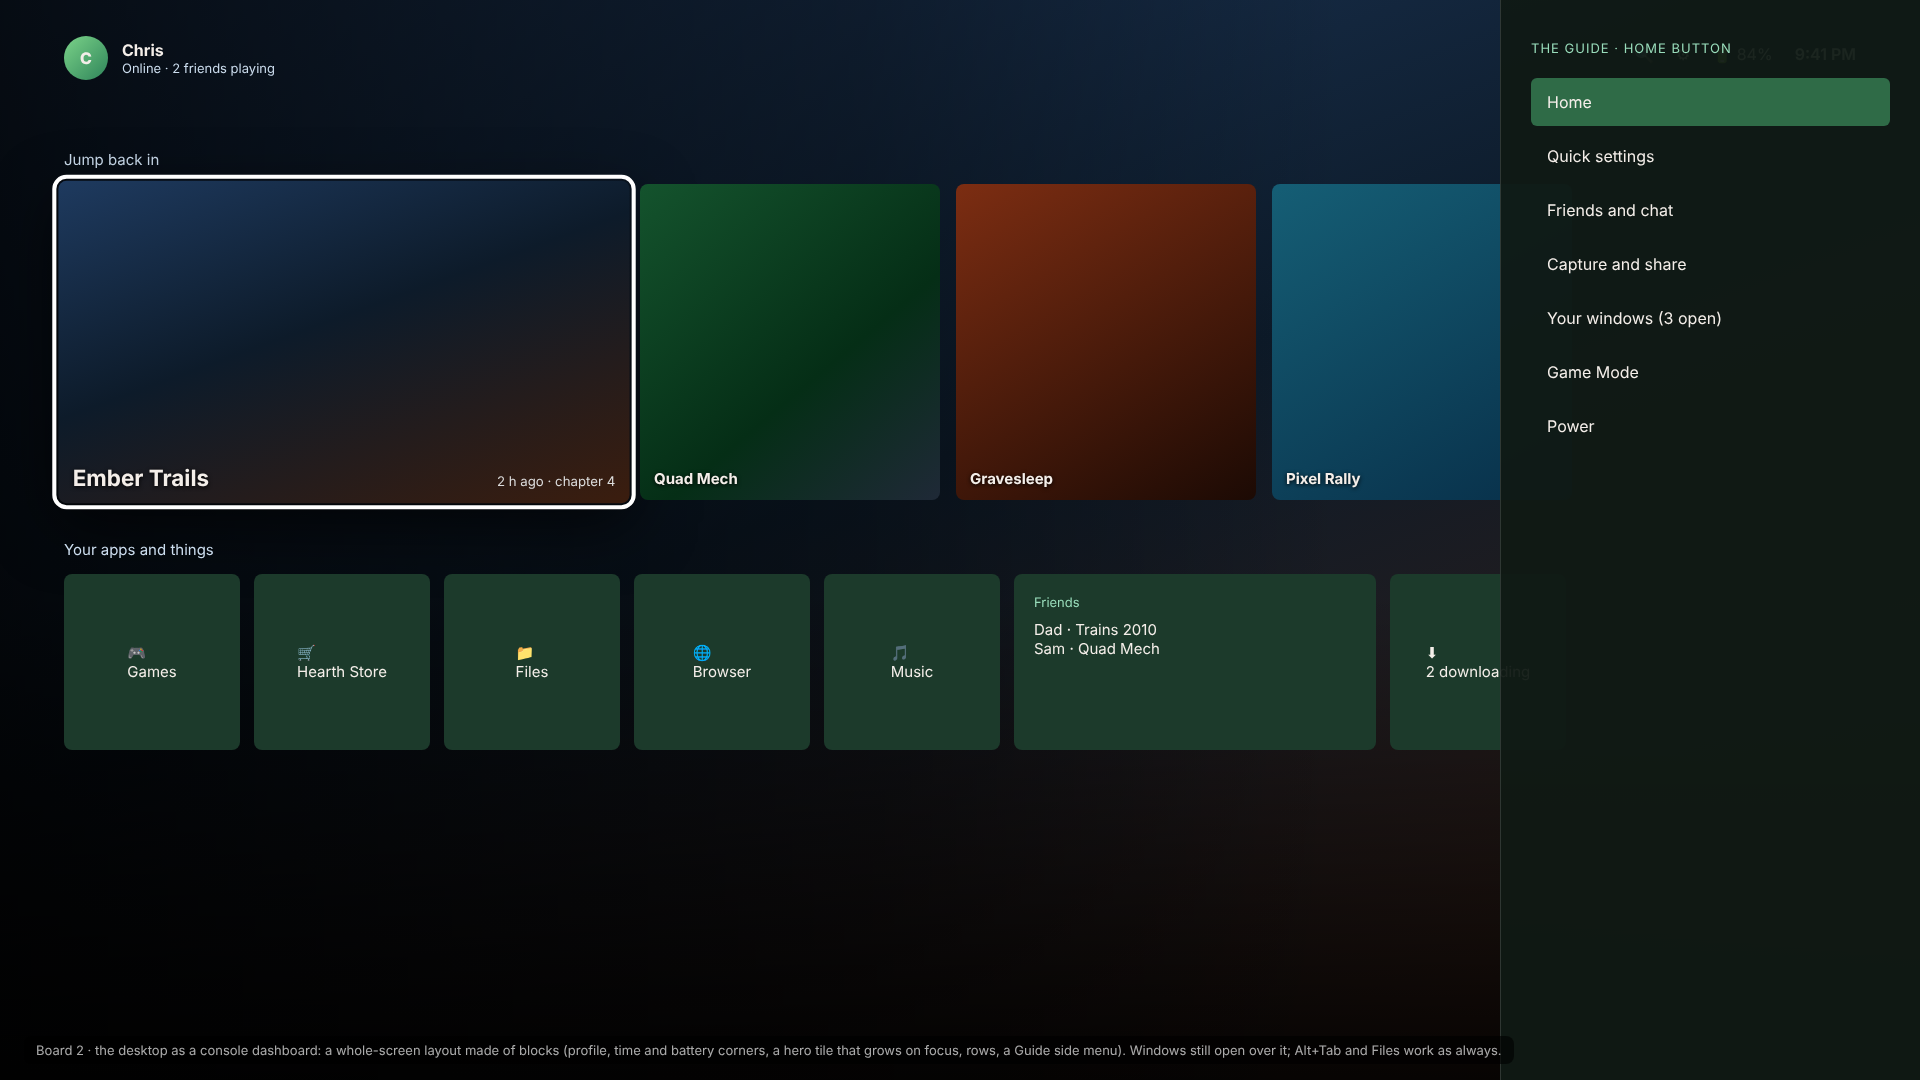 C
Chris
Online · 2 friends playing
THE GUIDE · HOME BUTTON
84%
9:41 PM
Home
Quick settings
Friends and chat
Capture and share
Your windows (3 open)
Game Mode
Power
Jump back in
Ember Trails
2 h ago · chapter 4
Quad Mech
Gravesleep
Pixel Rally
Your apps and things
Games
Hearth Store
Files
Browser
Music
Friends
Dad · Trains 2010
Sam · Quad Mech
2 downloading
Board 2 · the desktop as a console dashboard: a whole-screen layout made of blocks (profile, time and battery corners, a hero tile that grows on focus, rows, a Guide side menu). Windows still open over it; Alt+Tab and Files work as always.